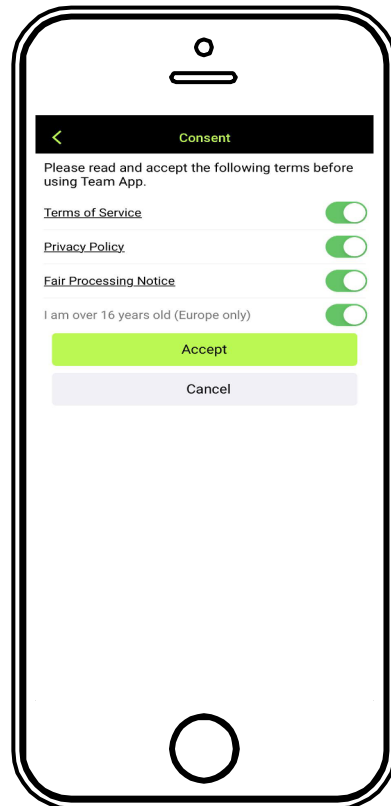 Consent
Please read and accept the following terms before
using Team App.
Terms of Service
Privacy Policy
Fair Processing Notice
I am over 16 years old (Europe only)
Accept
Cancel